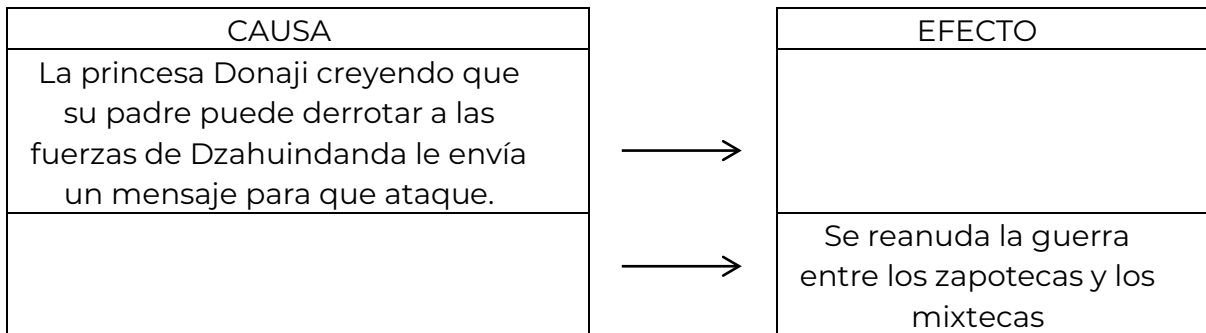 CAUSA
La princesa Donaji creyendo que
su padre puede derrotar a las
fuerzas de Dzahuindanda le envía
un mensaje para que ataque.
EFECTO
Se reanuda la guerra
entre los zapotecas y los
mixtecas